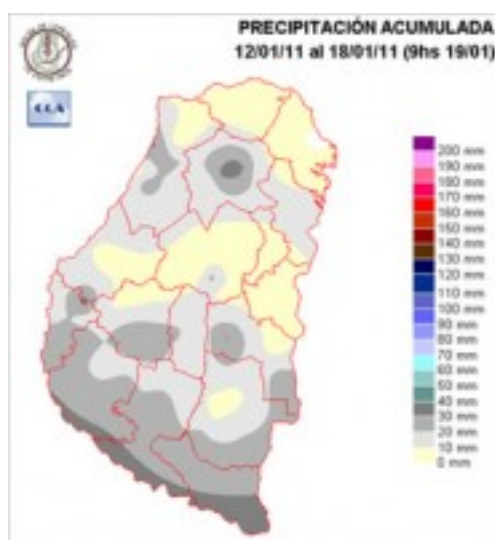 PRECIPITACIÓN ACUMULADA
12/01/11 al 18/01/11 (9hs 19/01)
200 mm
190 mm
180 mm
170 mm
160 mm
150 mm
140 mm
130 mm
120 mm
110 mm
100 mm
90 mm
80 mm
70 mm
60 mm
50 mm
40 mm
30 mm
20 mm
10 mm
0 mm